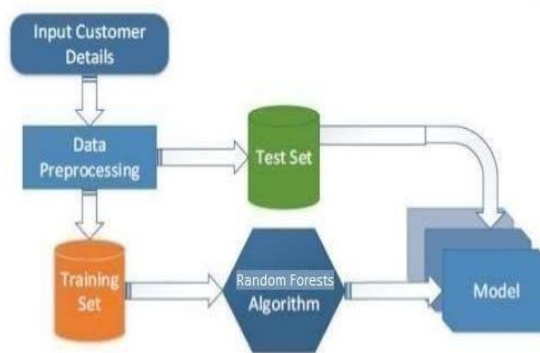 Input Customer
Details
Data
Preprocessing
Test Set
Training
Set
Random Forests
Algorithm
Model